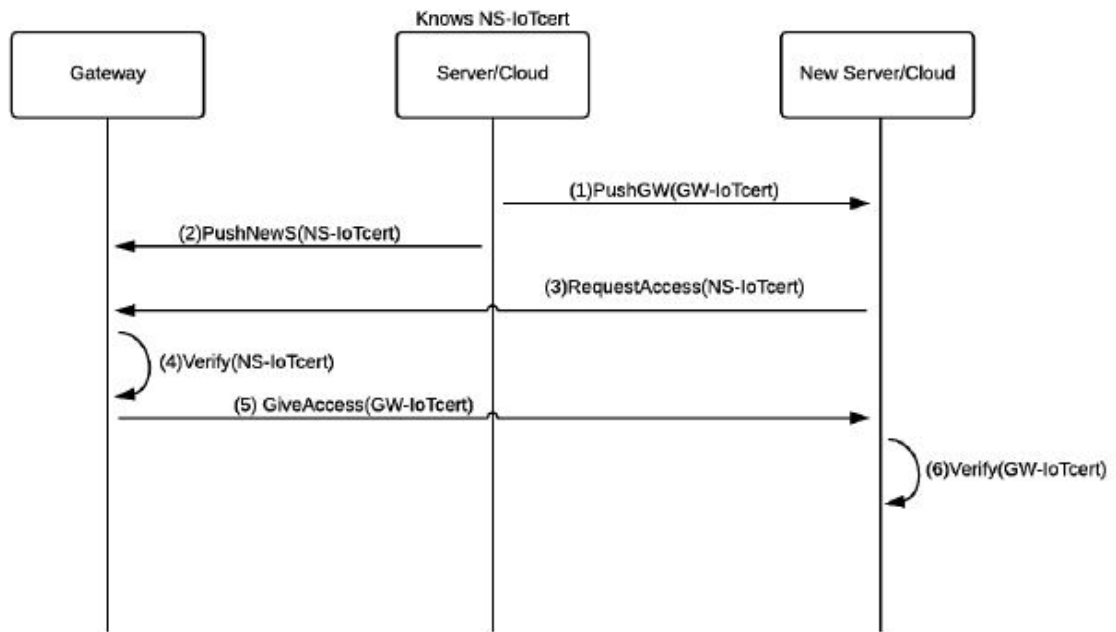 Knows NS-IoTcert
Gateway
Server/Cloud
New Server/Cloud
(1)PushGW(GW-IoTcert)
(2)PushNewS(NS-IoTcert)
(3)RequestAccess(NS-IoTcert)
(4)Verify(NS-IoTcert)
(5) GiveAccess(GW-IoTcert)
(6)Verify(GW-IoTcert)